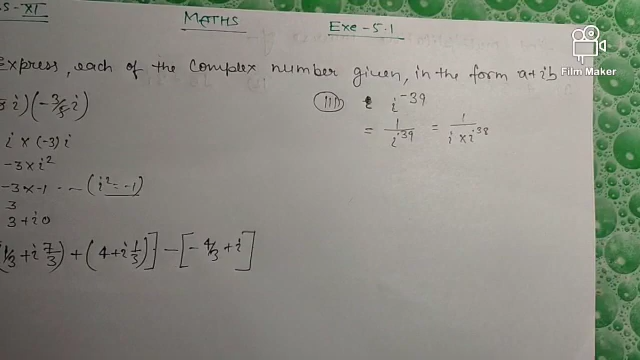 S-XI MATHS Exe-5.1
Express, each of the Complex number given, in the form a+ib
i)(-3/5 i)
i × (-3) i
-3 × i²
-3 × -1 --- (i² = -1)
3
3 + i0
(iii) i^-39
= 1/i^39 = 1/(i × i^38)
1/3 + i 7/3) + (4 + i 1/3)] - [-4/3 + i]
Film Maker